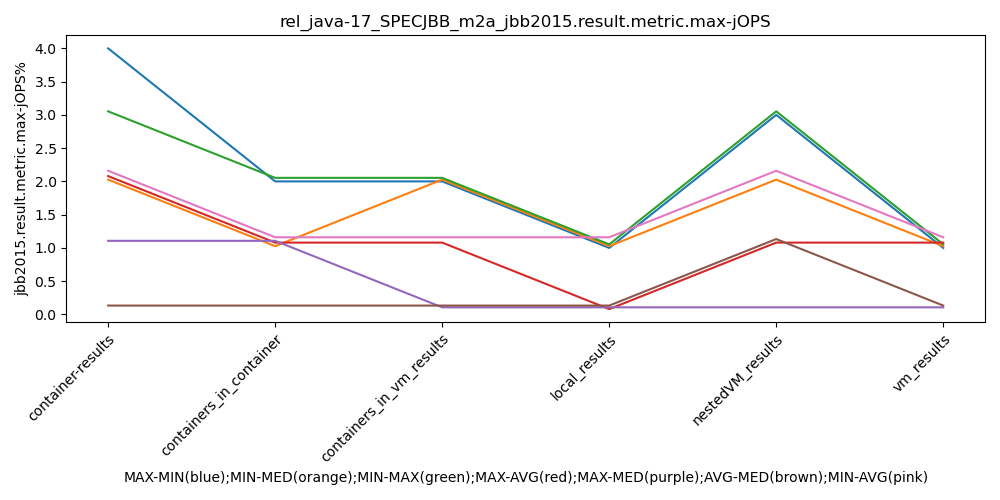 rel_java-17_SPECJBB_m2a_jbb2015.result.metric.max-jOPS
jbb2015.result.metric.max-jOPS%
4.0
3.5
3.0
2.5
2.0
1.5
1.0
0.5
0.0
container-results
containers_in_container
containers_in_vm_results
local_results
nestedVM_results
vm_results
MAX-MIN(blue);MIN-MED(orange);MIN-MAX(green);MAX-AVG(red);MAX-MED(purple);AVG-MED(brown);MIN-AVG(pink)